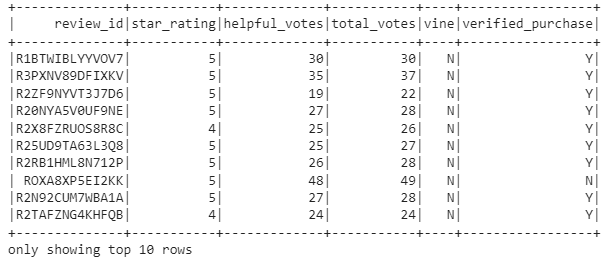 +--------------+-----------+-------------+-----------+----+-----------------+
|     review_id|star_rating|helpful_votes|total_votes|vine|verified_purchase|
+--------------+-----------+-------------+-----------+----+-----------------+
|R1BTWIBLYYVOV7|          5|           30|         30|   N|                Y|
|R3PXNV89DFIXKV|          5|           35|         37|   N|                Y|
|R2ZF9NYVT3J7D6|          5|           19|         22|   N|                Y|
|R20NYA5V0UF9NE|          5|           27|         28|   N|                Y|
|R2X8FZRUOS8R8C|          4|           25|         26|   N|                Y|
|R25UD9TA63L3Q8|          5|           25|         27|   N|                Y|
|R2RB1HML8N712P|          5|           26|         28|   N|                Y|
| ROXA8XP5EI2KK|          5|           48|         49|   N|                N|
|R2N92CUM7WBA1A|          5|           27|         28|   N|                Y|
|R2TAFZNG4KHFQB|          4|           24|         24|   N|                Y|
+--------------+-----------+-------------+-----------+----+-----------------+
only showing top 10 rows